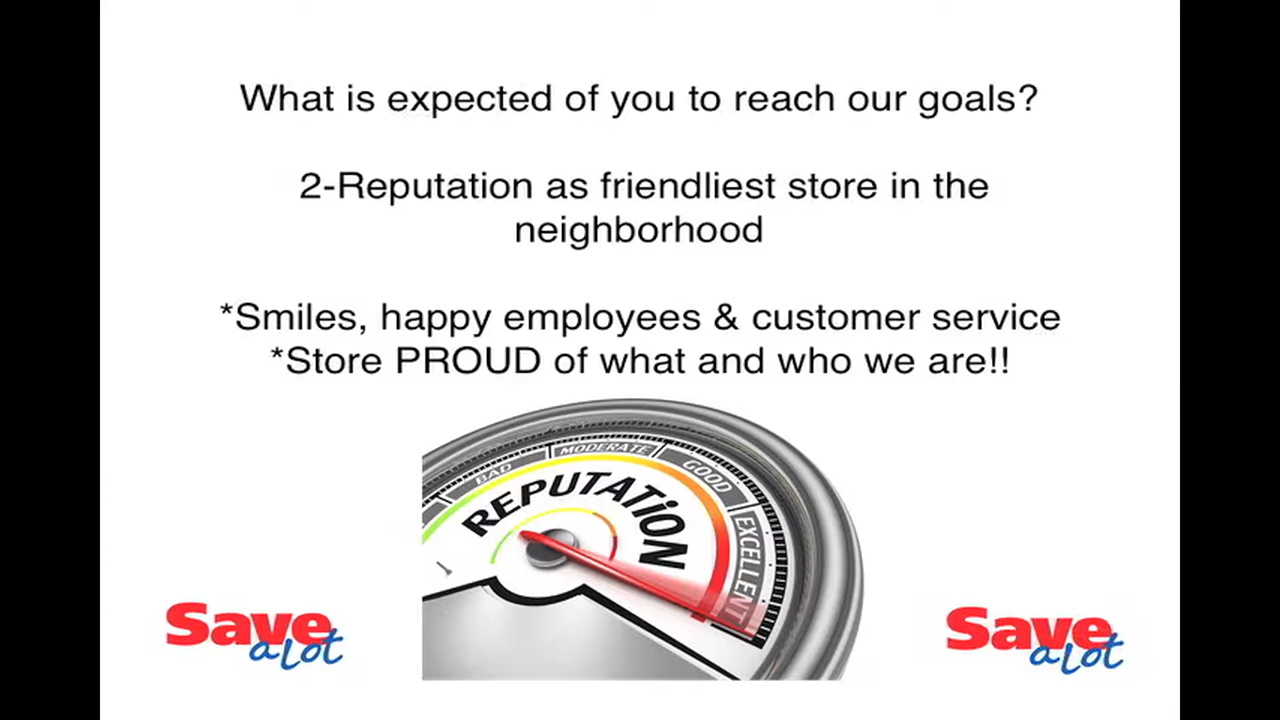 What is expected of you to reach our goals?
2-Reputation as friendliest store in the
neighborhood
*Smiles, happy employees & customer service
*Store PROUD of what and who we are!!
BAD
MODERATE
GOOD
EXCELLENT
REPUTATiON
Save
a Lot
Save
a Lot